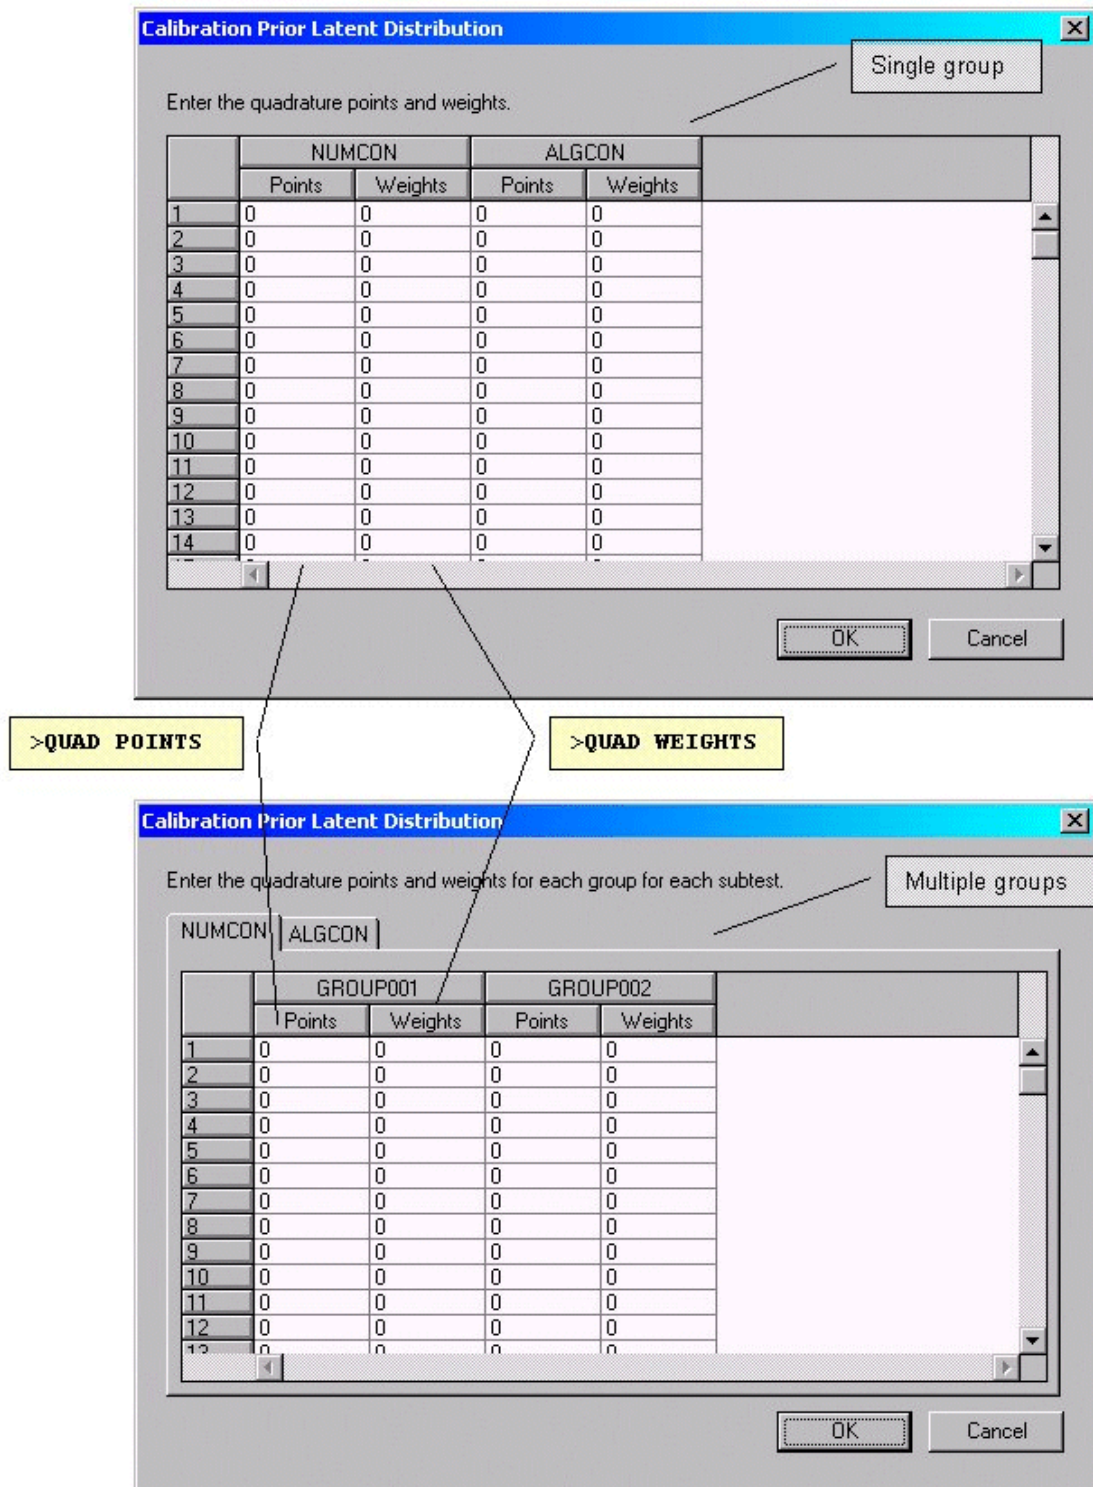 Calibration Prior Latent Distribution
Single group
Enter the quadrature points and weights.
NUMCON ALGCON
Points Weights Points Weights
1 0 0 0 0
2 0 0 0 0
3 0 0 0 0
4 0 0 0 0
5 0 0 0 0
6 0 0 0 0
7 0 0 0 0
8 0 0 0 0
9 0 0 0 0
10 0 0 0 0
11 0 0 0 0
12 0 0 0 0
13 0 0 0 0
14 0 0 0 0
OK Cancel
>QUAD POINTS >QUAD WEIGHTS
Calibration Prior Latent Distribution
Enter the quadrature points and weights for each group for each subtest.
Multiple groups
NUMCON ALGCON
GROUP001 GROUP002
Points Weights Points Weights
1 0 0 0 0
2 0 0 0 0
3 0 0 0 0
4 0 0 0 0
5 0 0 0 0
6 0 0 0 0
7 0 0 0 0
8 0 0 0 0
9 0 0 0 0
10 0 0 0 0
11 0 0 0 0
12 0 0 0 0
13 0 0 0 0
OK Cancel